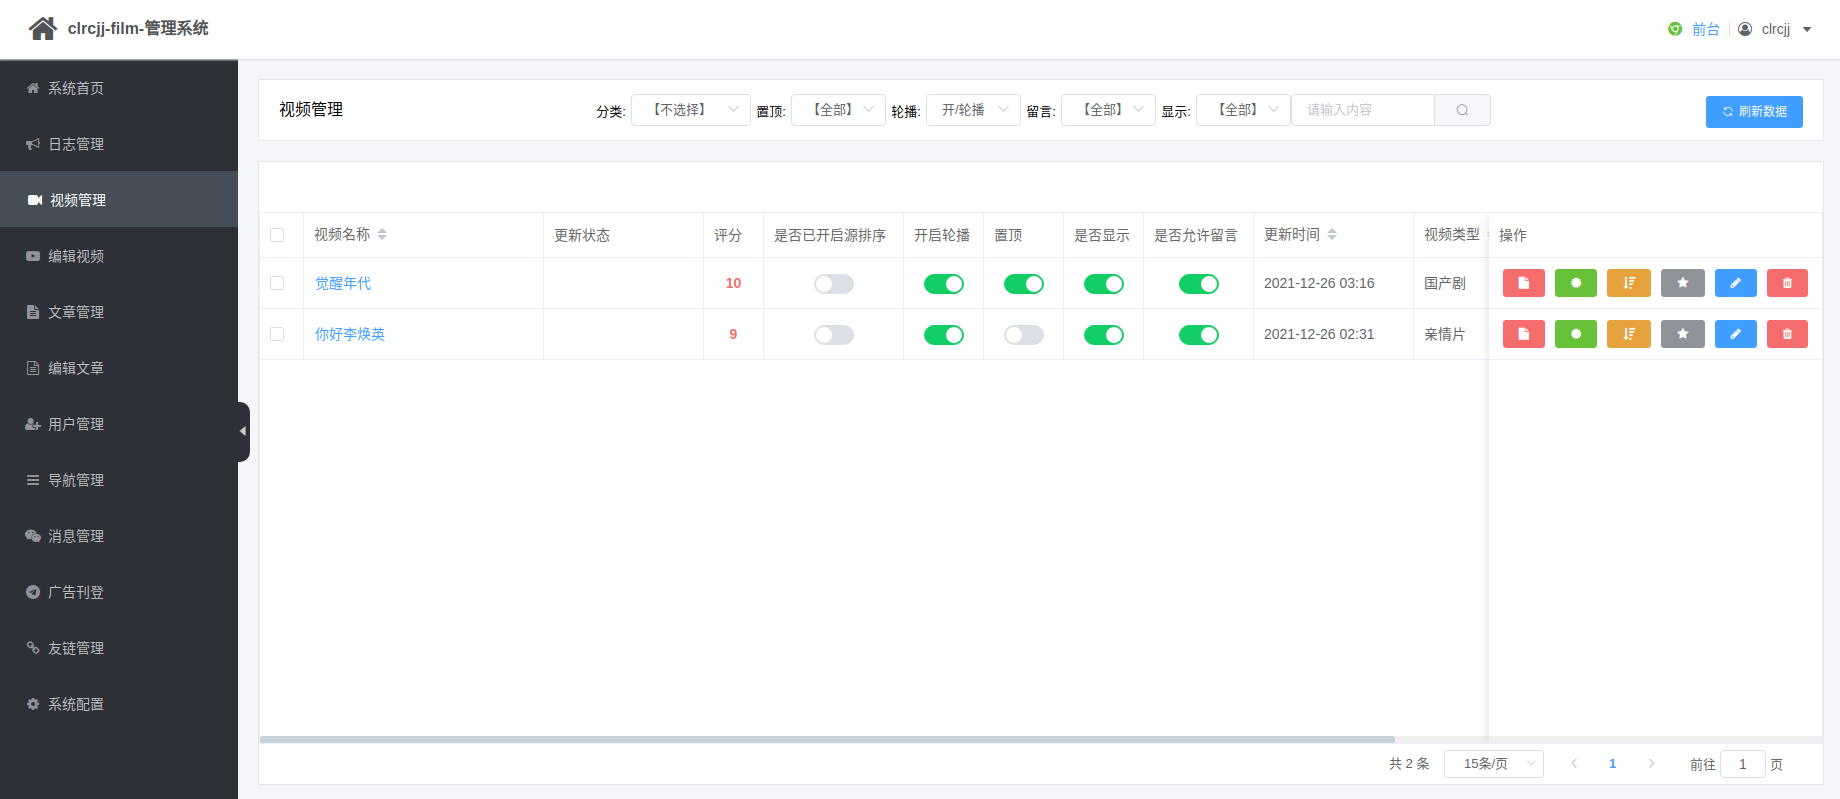 clrcjj-film-管理系统
前台
clrcjj
系统首页
日志管理
视频管理
编辑视频
文章管理
编辑文章
用户管理
导航管理
消息管理
广告刊登
友链管理
系统配置
视频管理
分类: 【不选择】 置顶: 【全部】 轮播: 开/轮播 留言: 【全部】 显示: 【全部】 请输入内容
刷新数据
视频名称 更新状态 评分 是否已开启源排序 开启轮播 置顶 是否显示 是否允许留言 更新时间 视频类型 操作
觉醒年代 10 2021-12-26 03:16 国产剧
你好李焕英 9 2021-12-26 02:31 亲情片
共 2 条 15条/页 1 前往 1 页